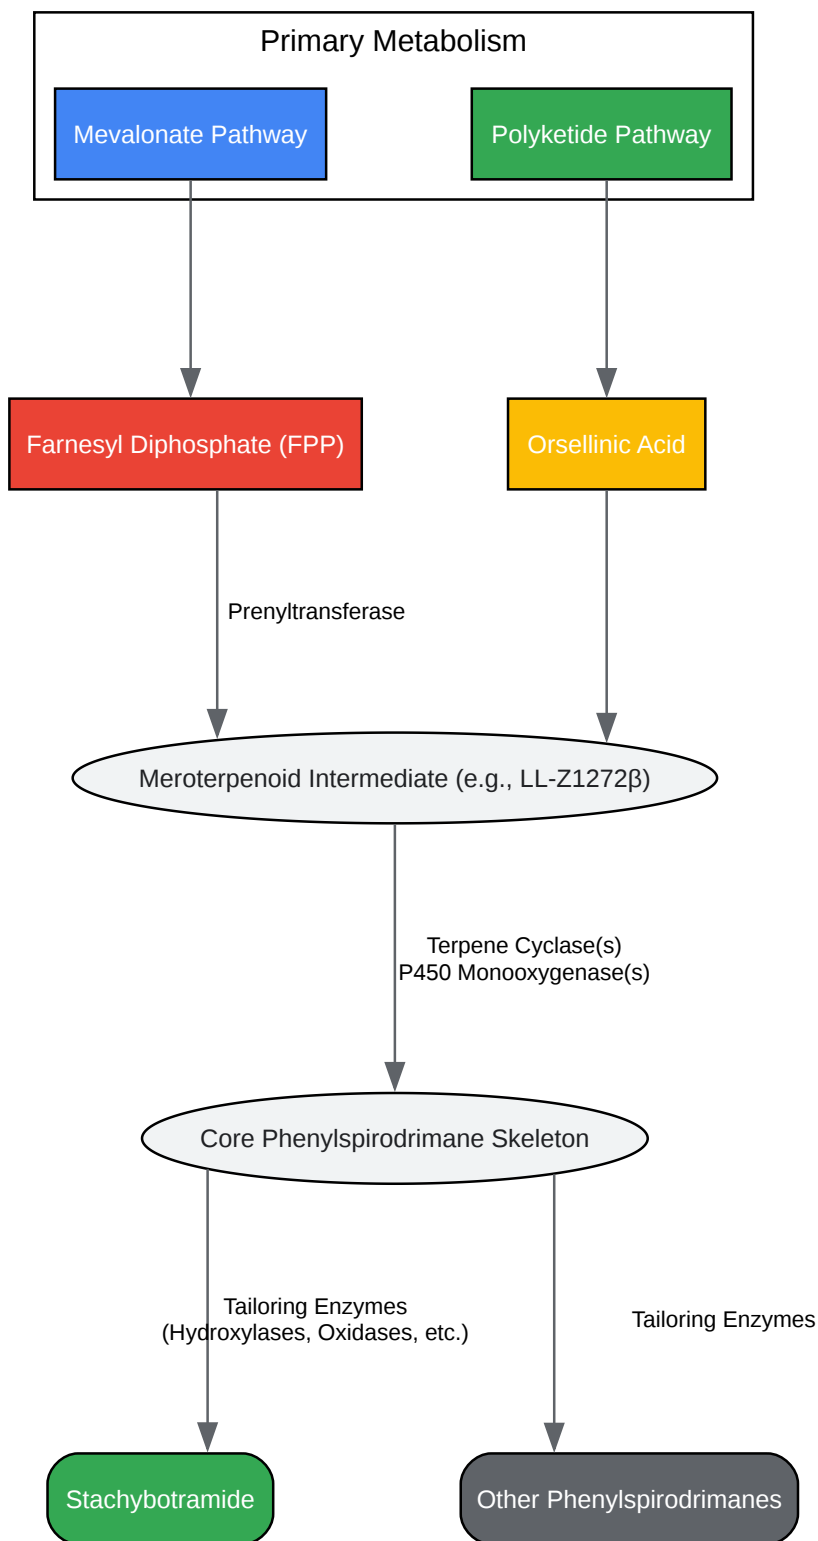 Primary Metabolism
Mevalonate Pathway
Polyketide Pathway
Farnesyl Diphosphate (FPP)
Orsellinic Acid
Prenyltransferase
Meroterpenoid Intermediate (e.g., LL-Z1272β)
Terpene Cyclase(s)
P450 Monooxygenase(s)
Core Phenylspirodrimane Skeleton
Tailoring Enzymes
(Hydroxylases, Oxidases, etc.)
Tailoring Enzymes
Stachybotramide
Other Phenylspirodrimanes